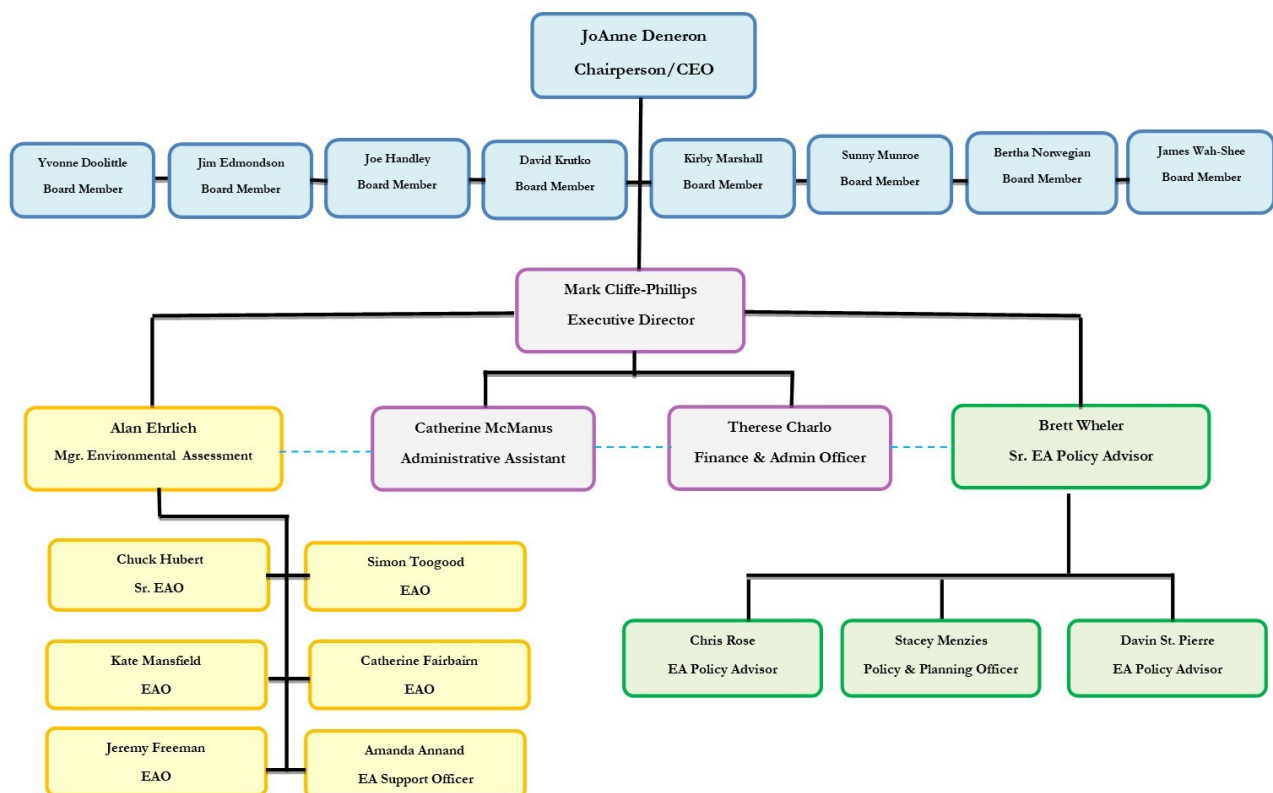 JoAnne Deneron
Chairperson/CEO
Yvonne Doolittle
Board Member
Jim Edmondson
Board Member
Joe Handley
Board Member
David Krutko
Board Member
Kirby Marshall
Board Member
Sunny Munroe
Board Member
Bertha Norwegian
Board Member
James Wah-Shee
Board Member
Mark Cliffe-Phillips
Executive Director
Alan Ehrlich
Mgr. Environmental Assessment
Catherine McManus
Administrative Assistant
Therese Charlo
Finance & Admin Officer
Brett Wheler
Sr. EA Policy Advisor
Chuck Hubert
Sr. EAO
Simon Toogood
EAO
Kate Mansfield
EAO
Catherine Fairbairn
EAO
Jeremy Freeman
EAO
Amanda Annand
EA Support Officer
Chris Rose
EA Policy Advisor
Stacey Menzies
Policy & Planning Officer
Davin St. Pierre
EA Policy Advisor